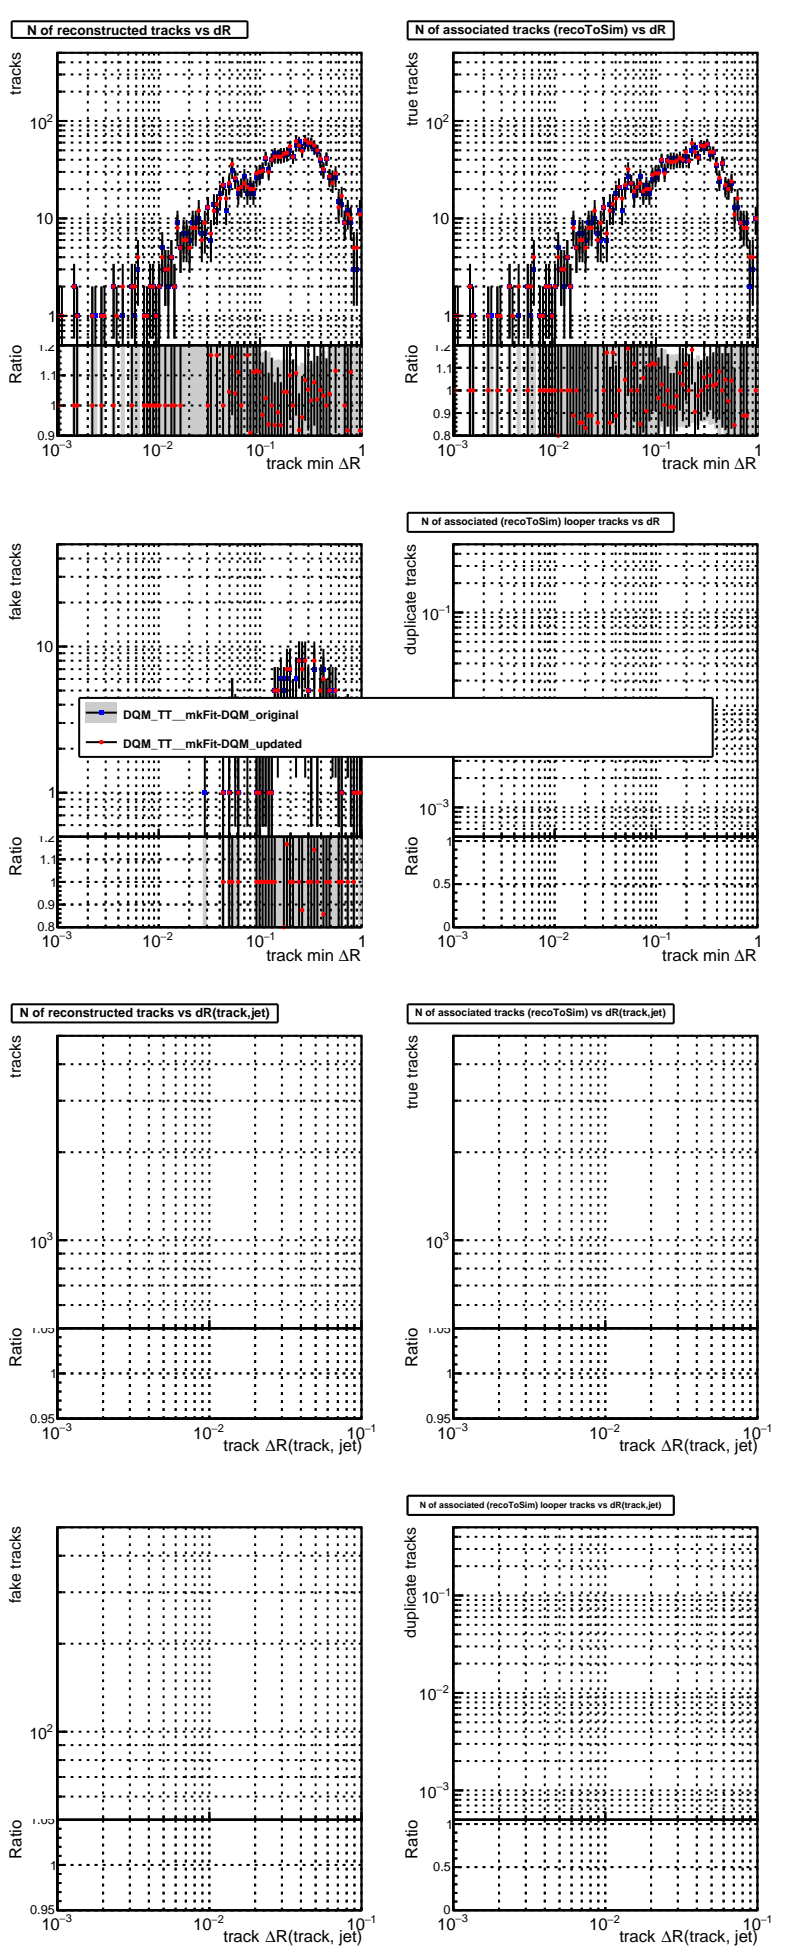 N of reconstructed tracks vs dR
tracks
10²
10
1
Ratio
1.2
1.1
1
0.9
10⁻³
10⁻²
10⁻¹
1
track min ΔR
N of associated tracks (recoToSim) vs dR
true tracks
10²
10
1
Ratio
1.2
1.1
1
0.9
0.8
10⁻³
10⁻²
10⁻¹
1
track min ΔR
fake tracks
10
1
Ratio
1.2
1.1
1
0.9
0.8
10⁻³
10⁻²
10⁻¹
1
track min ΔR
N of associated (recoToSim) looper tracks vs dR
duplicate tracks
10⁻¹
10⁻³
Ratio
1
0.5
0
10⁻³
10⁻²
10⁻¹
1
track min ΔR
DQM_TT__mkFit-DQM_original
DQM_TT__mkFit-DQM_updated
N of reconstructed tracks vs dR(track,jet)
tracks
10³
Ratio
1.05
1
0.95
10⁻³
10⁻²
10⁻¹
track ΔR(track, jet)
N of associated tracks (recoToSim) vs dR(track,jet)
true tracks
10³
Ratio
1.05
1
0.95
10⁻³
10⁻²
10⁻¹
track ΔR(track, jet)
fake tracks
10²
Ratio
1.05
1
0.95
10⁻³
10⁻²
10⁻¹
track ΔR(track, jet)
N of associated (recoToSim) looper tracks vs dR(track,jet)
duplicate tracks
10⁻¹
10⁻²
10⁻³
Ratio
1
0.5
0
10⁻³
10⁻²
10⁻¹
track ΔR(track, jet)